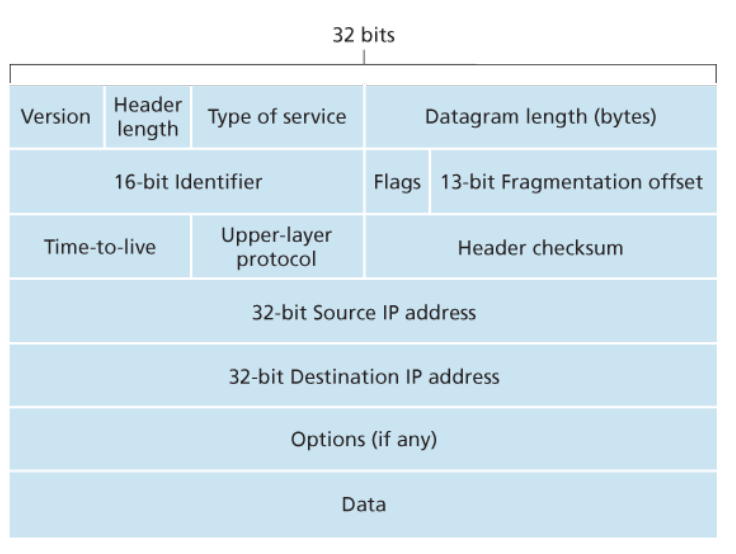 32 bits
Version
Header
length
Type of service
Datagram length (bytes)
16-bit Identifier
Flags
13-bit Fragmentation offset
Time-to-live
Upper-layer
protocol
Header checksum
32-bit Source IP address
32-bit Destination IP address
Options (if any)
Data